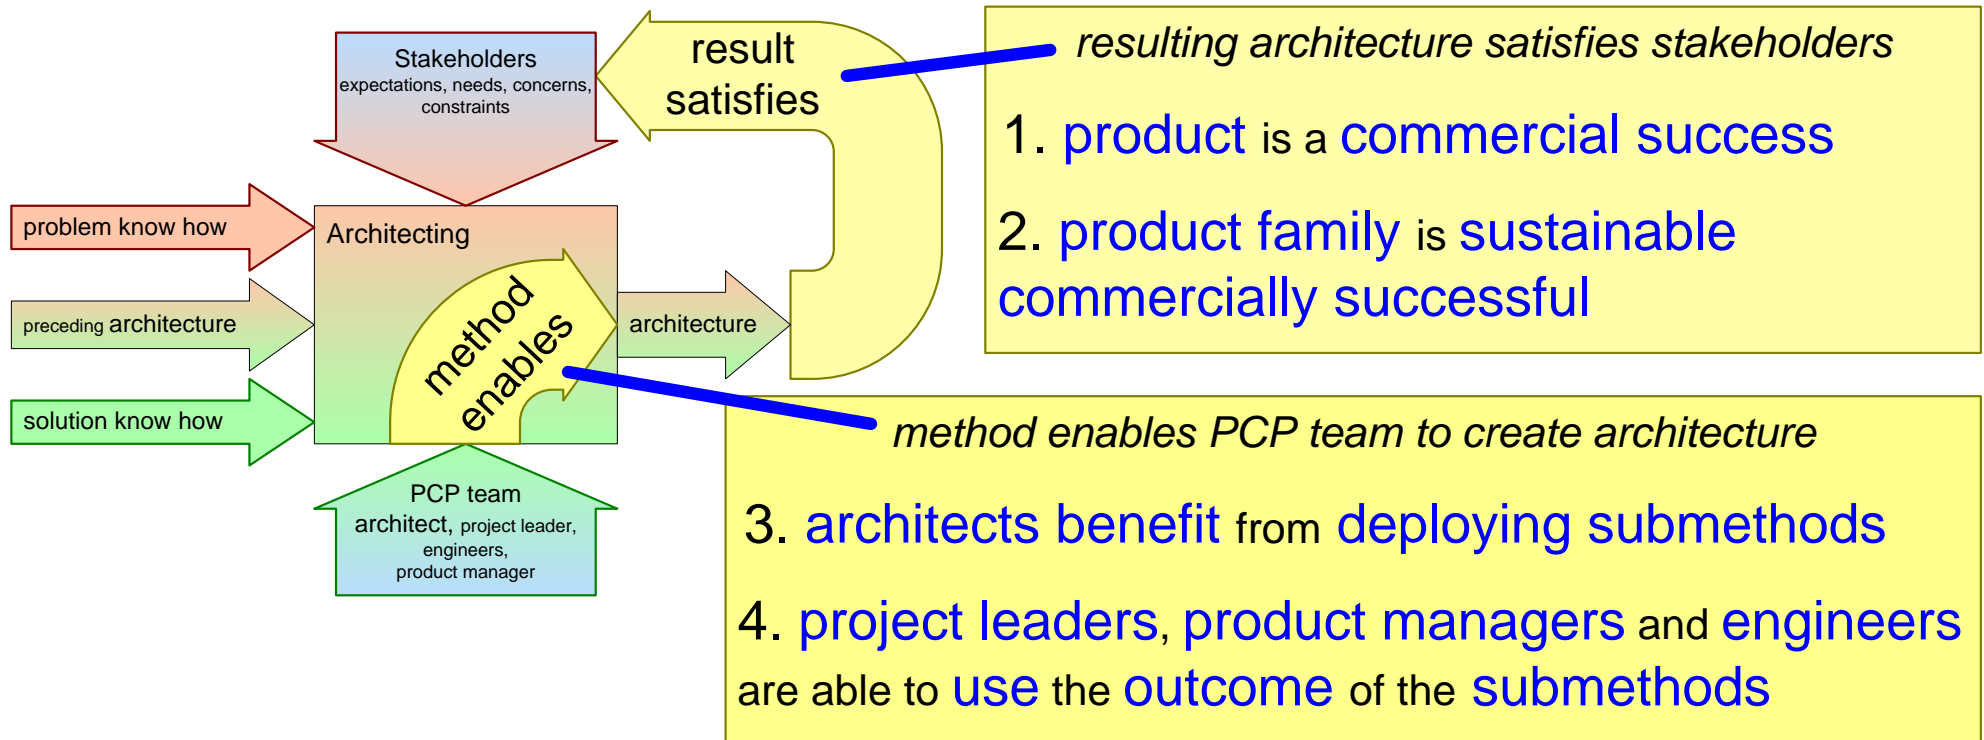 Stakeholders
expectations, needs, concerns,
constraints
result
satisfies
problem know how
Architecting
preceding architecture
method
enables
architecture
solution know how
PCP team
architect, project leader,
engineers,
product manager
resulting architecture satisfies stakeholders
1. product is a commercial success
2. product family is sustainable
commercially successful
method enables PCP team to create architecture
3. architects benefit from deploying submethods
4. project leaders, product managers and engineers
are able to use the outcome of the submethods